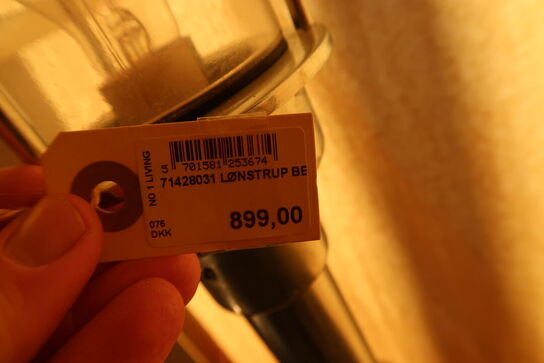 NO 1 LIVING
5 701581 253674
71428031 LØNSTRUP BE
899,00
076
DKK